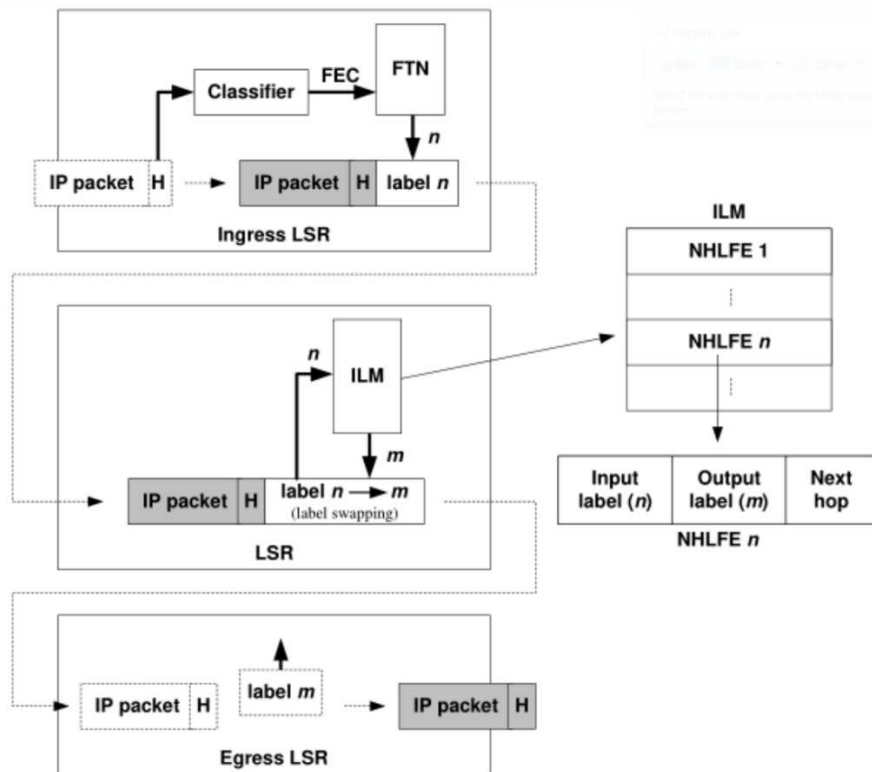 Classifier
FEC
FTN
n
IP packet H
IP packet H label n
Ingress LSR
ILM
NHLFE 1
NHLFE n
n
ILM
m
IP packet H label n m
(label swapping)
LSR
Input label (n)
Output label (m)
Next hop
NHLFE n
IP packet H
label m
IP packet H
Egress LSR